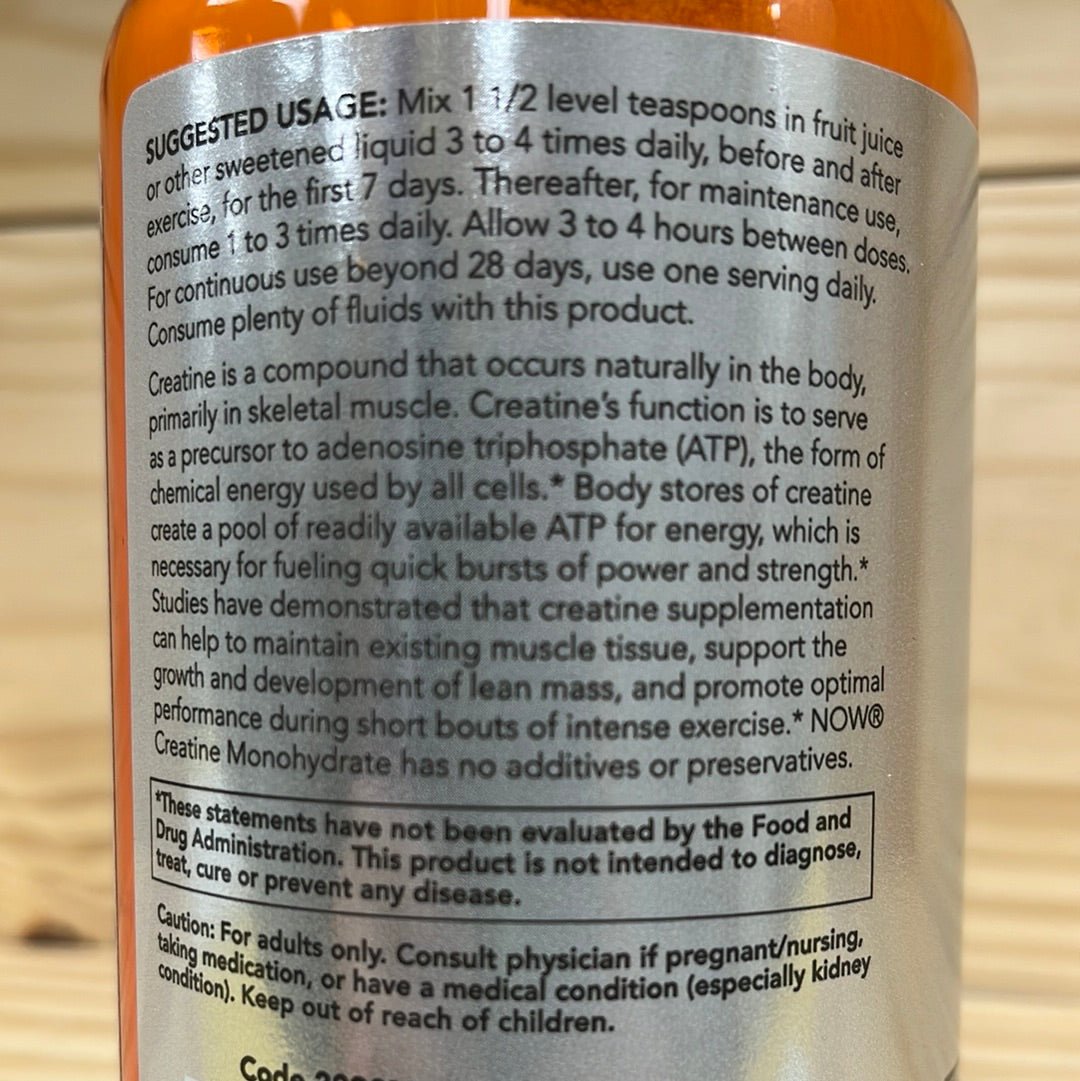 SUGGESTED USAGE: Mix 1 1/2 level teaspoons in fruit juice
or other sweetened liquid 3 to 4 times daily, before and after
exercise, for the first 7 days. Thereafter, for maintenance use,
consume 1 to 3 times daily. Allow 3 to 4 hours between doses.
For continuous use beyond 28 days, use one serving daily.
Consume plenty of fluids with this product.
Creatine is a compound that occurs naturally in the body,
primarily in skeletal muscle. Creatine's function is to serve
as a precursor to adenosine triphosphate (ATP), the form of
chemical energy used by all cells.* Body stores of creatine
create a pool of readily available ATP for energy, which is
necessary for fueling quick bursts of power and strength.*
Studies have demonstrated that creatine supplementation
can help to maintain existing muscle tissue, support the
growth and development of lean mass, and promote optimal
performance during short bouts of intense exercise.* NOW®
Creatine Monohydrate has no additives or preservatives.
*These statements have not been evaluated by the Food and
Drug Administration. This product is not intended to diagnose,
treat, cure or prevent any disease.
Caution: For adults only. Consult physician if pregnant/nursing,
taking medication, or have a medical condition (especially kidney
condition). Keep out of reach of children.
Code